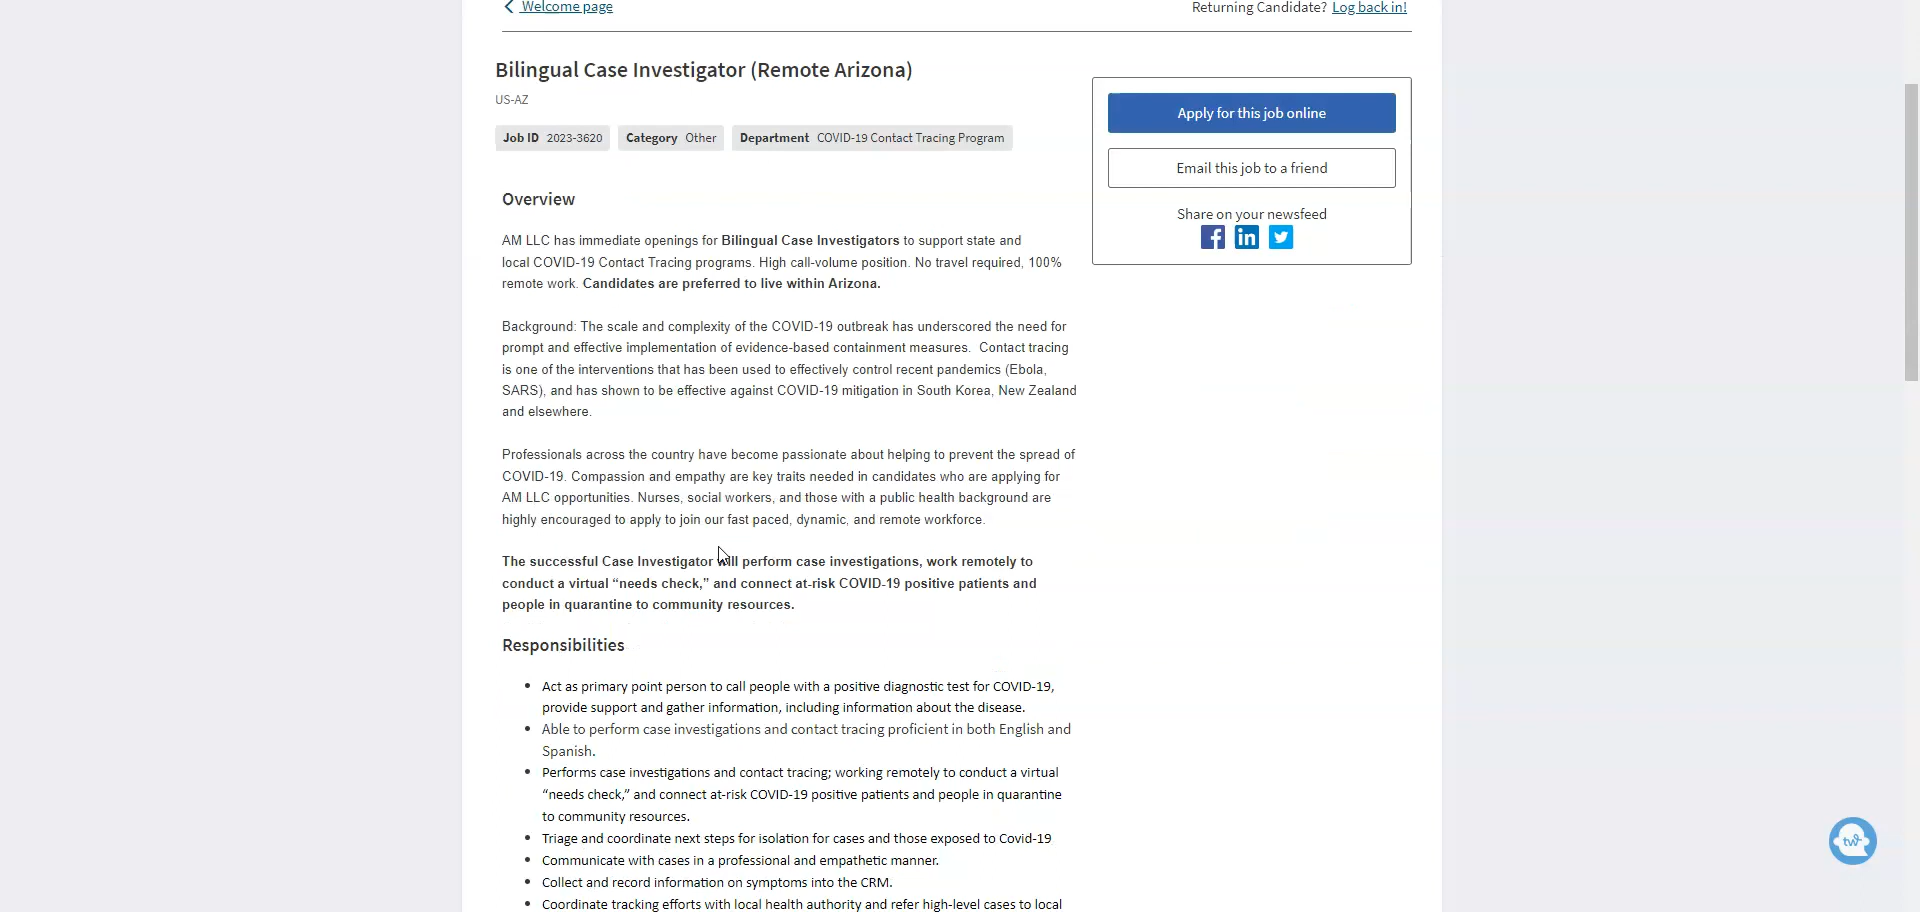 Welcome page
Returning Candidate? Log back in!
Bilingual Case Investigator (Remote Arizona)
US-AZ
Job ID 2023-3620 Category Other Department COVID-19 Contact Tracing Program
Apply for this job online
Email this job to a friend
Share on your newsfeed
Overview
AM LLC has immediate openings for Bilingual Case Investigators to support state and
local COVID-19 Contact Tracing programs. High call-volume position. No travel required, 100%
remote work. Candidates are preferred to live within Arizona.
Background: The scale and complexity of the COVID-19 outbreak has underscored the need for
prompt and effective implementation of evidence-based containment measures.  Contact tracing
is one of the interventions that has been used to effectively control recent pandemics (Ebola,
SARS), and has shown to be effective against COVID-19 mitigation in South Korea, New Zealand
and elsewhere.
Professionals across the country have become passionate about helping to prevent the spread of
COVID-19. Compassion and empathy are key traits needed in candidates who are applying for
AM LLC opportunities. Nurses, social workers, and those with a public health background are
highly encouraged to apply to join our fast paced, dynamic, and remote workforce.
The successful Case Investigator will perform case investigations, work remotely to
conduct a virtual “needs check,” and connect at-risk COVID-19 positive patients and
people in quarantine to community resources.
Responsibilities
• Act as primary point person to call people with a positive diagnostic test for COVID-19,
provide support and gather information, including information about the disease.
• Able to perform case investigations and contact tracing proficient in both English and
Spanish.
• Performs case investigations and contact tracing; working remotely to conduct a virtual
“needs check,” and connect at-risk COVID-19 positive patients and people in quarantine
to community resources.
• Triage and coordinate next steps for isolation for cases and those exposed to Covid-19
• Communicate with cases in a professional and empathetic manner.
• Collect and record information on symptoms into the CRM.
• Coordinate tracking efforts with local health authority and refer high-level cases to local
tw